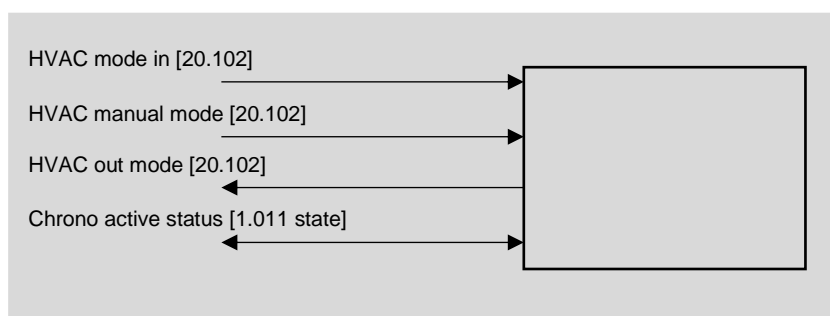 HVAC mode in [20.102]
HVAC manual mode [20.102]
HVAC out mode [20.102]
Chrono active status [1.011 state]